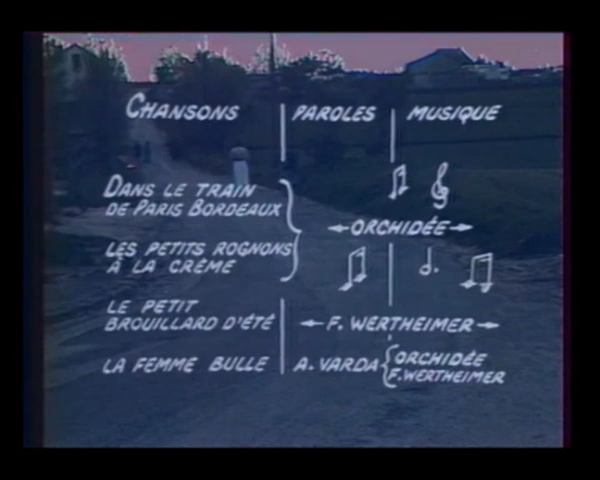 CHANSONS PAROLES MUSIQUE
DANS LE TRAIN
DE PARIS BORDEAUX
ORCHIDÉE
LES PETITS ROGNONS
À LA CRÈME
LE PETIT
BROUILLARD D'ÉTÉ
F. WERTHEIMER
LA FEMME BULLE
A. VARDA
ORCHIDÉE
F. WERTHEIMER